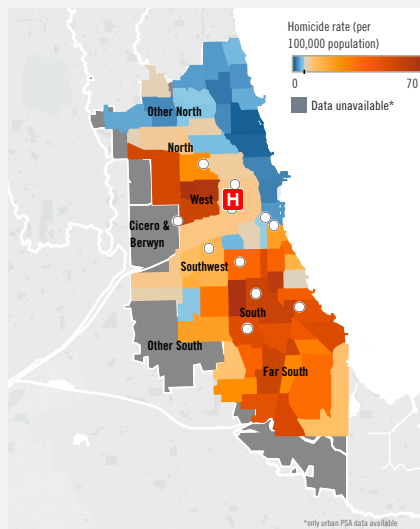 Homicide rate (per
100,000 population)
0
70
Data unavailable*
Other North
North
West
H
Cicero &
Berwyn
Southwest
South
Other South
Far South
*only urban PSA data available